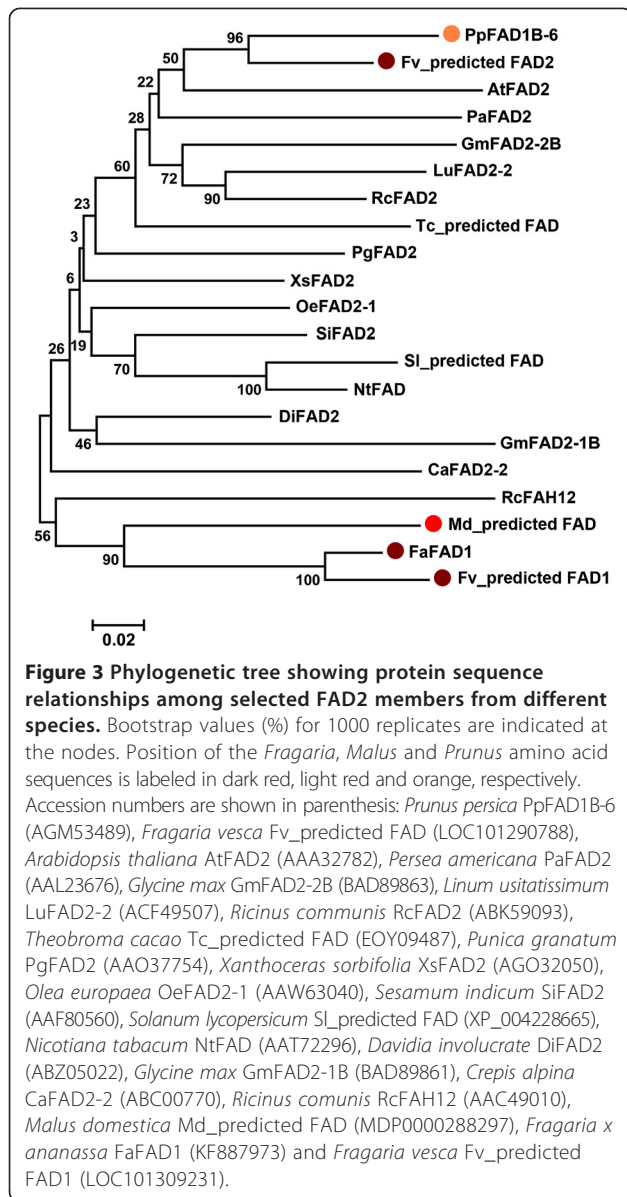 96
PpFAD1B-6
50
Fv_predicted FAD2
22
AtFAD2
28
PaFAD2
GmFAD2-2B
60
72
LuFAD2-2
90
RcFAD2
23
Tc_predicted FAD
3
PgFAD2
6
XsFAD2
OeFAD2-1
19
SiFAD2
26
70
Sl_predicted FAD
100
NtFAD
DiFAD2
46
GmFAD2-1B
CaFAD2-2
RcFAH12
56
Md_predicted FAD
90
FaFAD1
100
Fv_predicted FAD1
0.02
Figure 3 Phylogenetic tree showing protein sequence
relationships among selected FAD2 members from different
species. Bootstrap values (%) for 1000 replicates are indicated at
the nodes. Position of the Fragaria, Malus and Prunus amino acid
sequences is labeled in dark red, light red and orange, respectively.
Accession numbers are shown in parenthesis: Prunus persica PpFAD1B-6
(AGM53489), Fragaria vesca Fv_predicted FAD (LOC101290788),
Arabidopsis thaliana AtFAD2 (AAA32782), Persea americana PaFAD2
(AAL23676), Glycine max GmFAD2-2B (BAD89863), Linum usitatissimum
LuFAD2-2 (ACF49507), Ricinus communis RcFAD2 (ABK59093),
Theobroma cacao Tc_predicted FAD (EOY09487), Punica granatum
PgFAD2 (AAO37754), Xanthoceras sorbifolia XsFAD2 (AGO32050),
Olea europaea OeFAD2-1 (AAW63040), Sesamum indicum SiFAD2
(AAF80560), Solanum lycopersicum Sl_predicted FAD (XP_004228665),
Nicotiana tabacum NtFAD (AAT72296), Davidia involucrate DiFAD2
(ABZ05022), Glycine max GmFAD2-1B (BAD89861), Crepis alpina
CaFAD2-2 (ABC00770), Ricinus comunis RcFAH12 (AAC49010),
Malus domestica Md_predicted FAD (MDP0000288297), Fragaria x
ananassa FaFAD1 (KF887973) and Fragaria vesca Fv_predicted
FAD1 (LOC101309231).